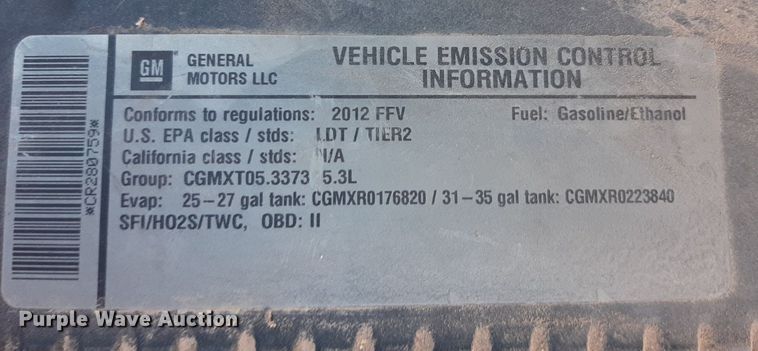 GM
GENERAL
MOTORS LLC
VEHICLE EMISSION CONTROL
INFORMATION
Conforms to regulations: 2012 FFV Fuel: Gasoline/Ethanol
U.S. EPA class / stds: LDT / TIER2
California class / stds: N/A
Group: CGMXT05.3373 5.3L
Evap: 25-27 gal tank: CGMXR0176820 / 31-35 gal tank: CGMXR0223840
SFI/HO2S/TWC, OBD: II
*CR280759*
Purple Wave Auction